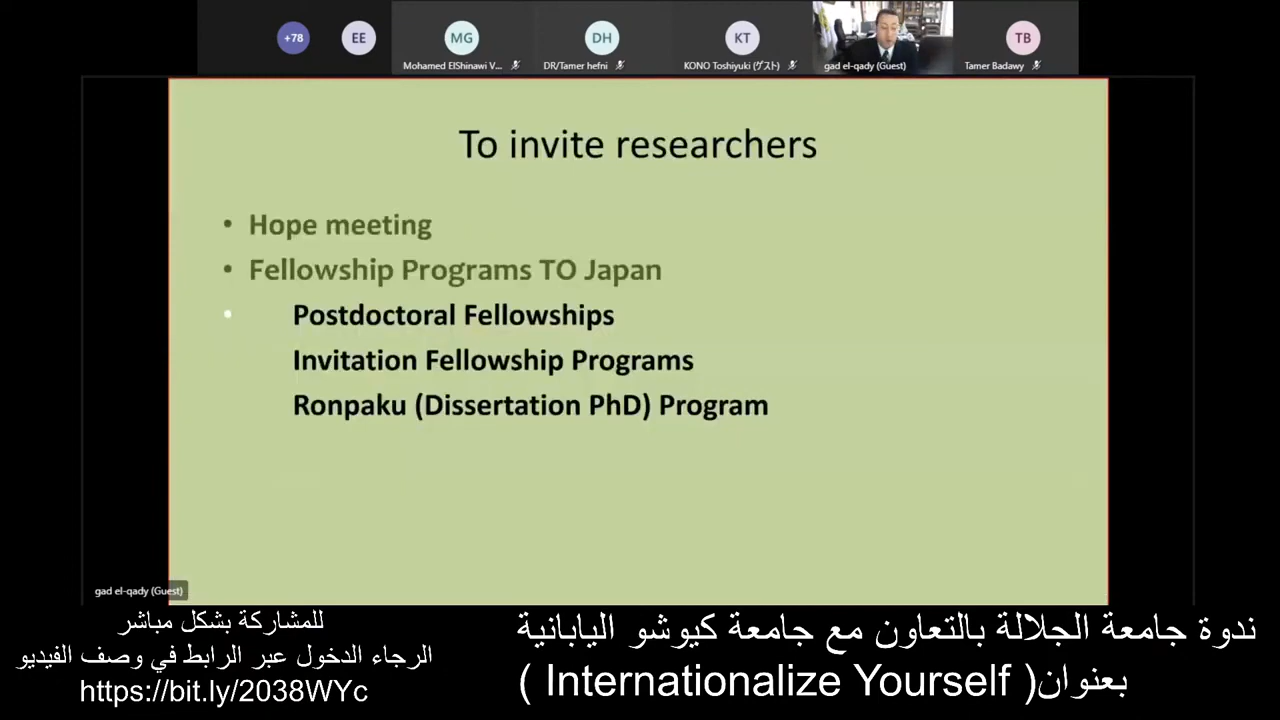 +78
EE
MG
DH
KT
TB
Mohamed ElShinawi V...
DR/Tamer hefni
KONO Toshiyuki (ゲスト)
gad el-qady (Guest)
Tamer Badawy
To invite researchers
• Hope meeting
• Fellowship Programs TO Japan
• Postdoctoral Fellowships
Invitation Fellowship Programs
Ronpaku (Dissertation PhD) Program
gad el-qady (Guest)
للمشاركة بشكل مباشر
الرجاء الدخول عبر الرابط في وصف الفيديو
https://bit.ly/2038WYc
ندوة جامعة الجلالة بالتعاون مع جامعة كيوشو اليابانية
بعنوان( Internationalize Yourself )